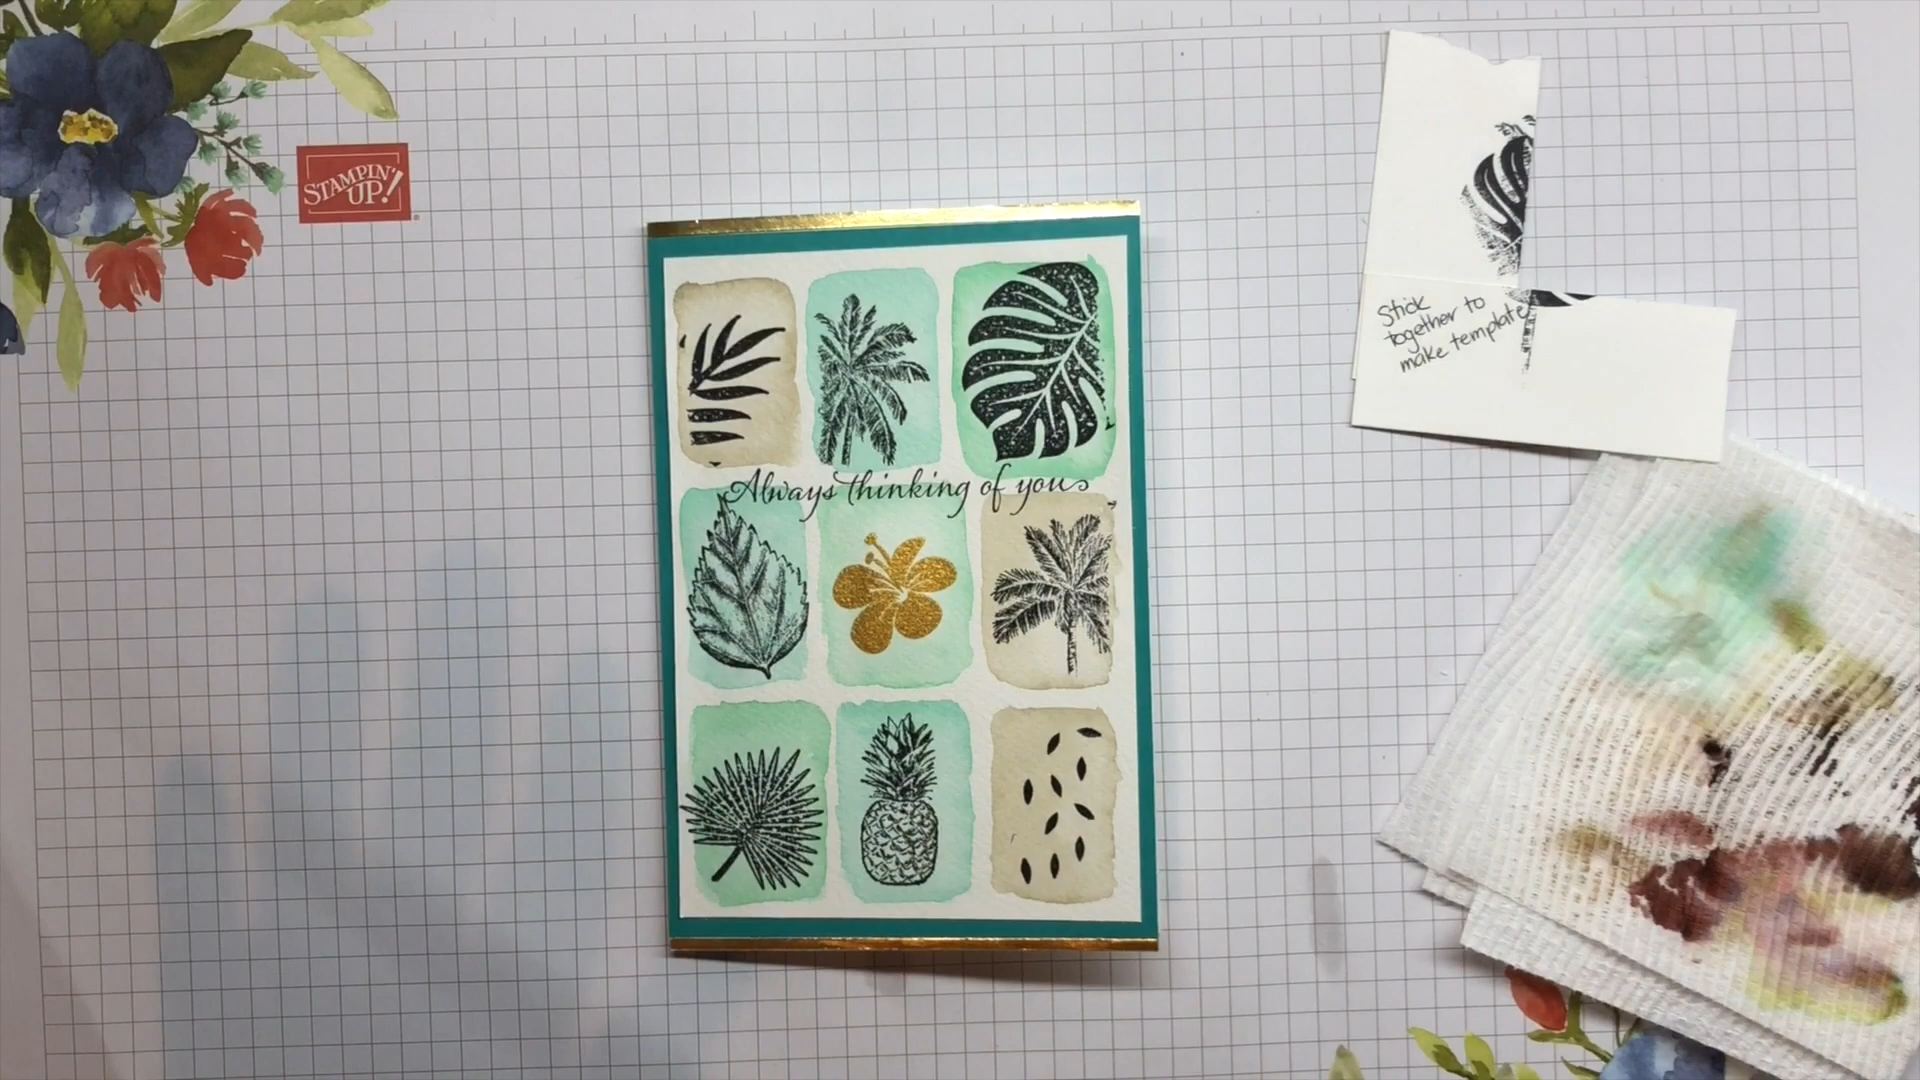 STAMPIN'
UP!
Always thinking of you
Stick
together to
make template